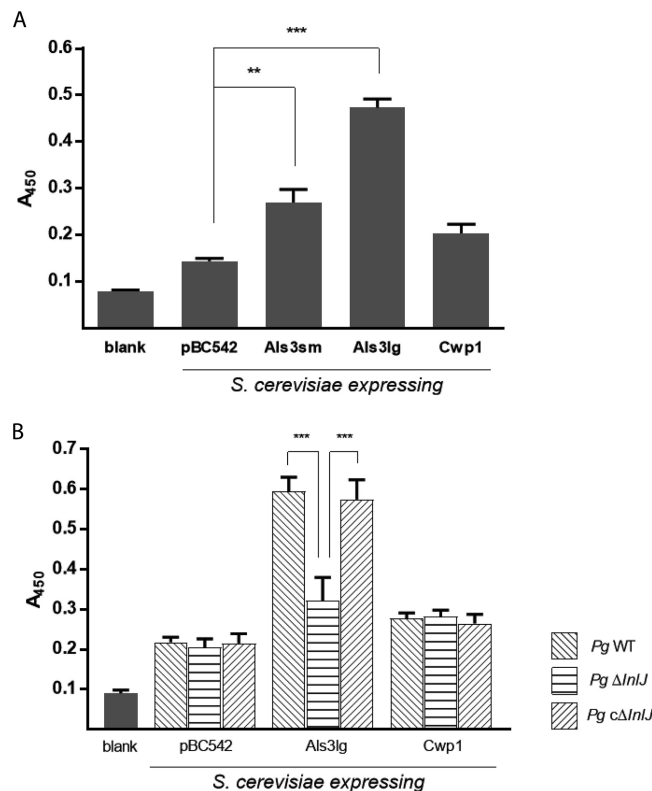 A
***
**
0.6
0.5
0.4
0.3
0.2
0.1
A450
blank pBC542 Als3sm Als3lg Cwp1
S. cerevisiae expressing
B
*** ***
0.7
0.6
0.5
0.4
0.3
0.2
0.1
A450
Pg WT
Pg ΔInlJ
Pg cΔInlJ
blank pBC542 Als3lg Cwp1
S. cerevisiae expressing